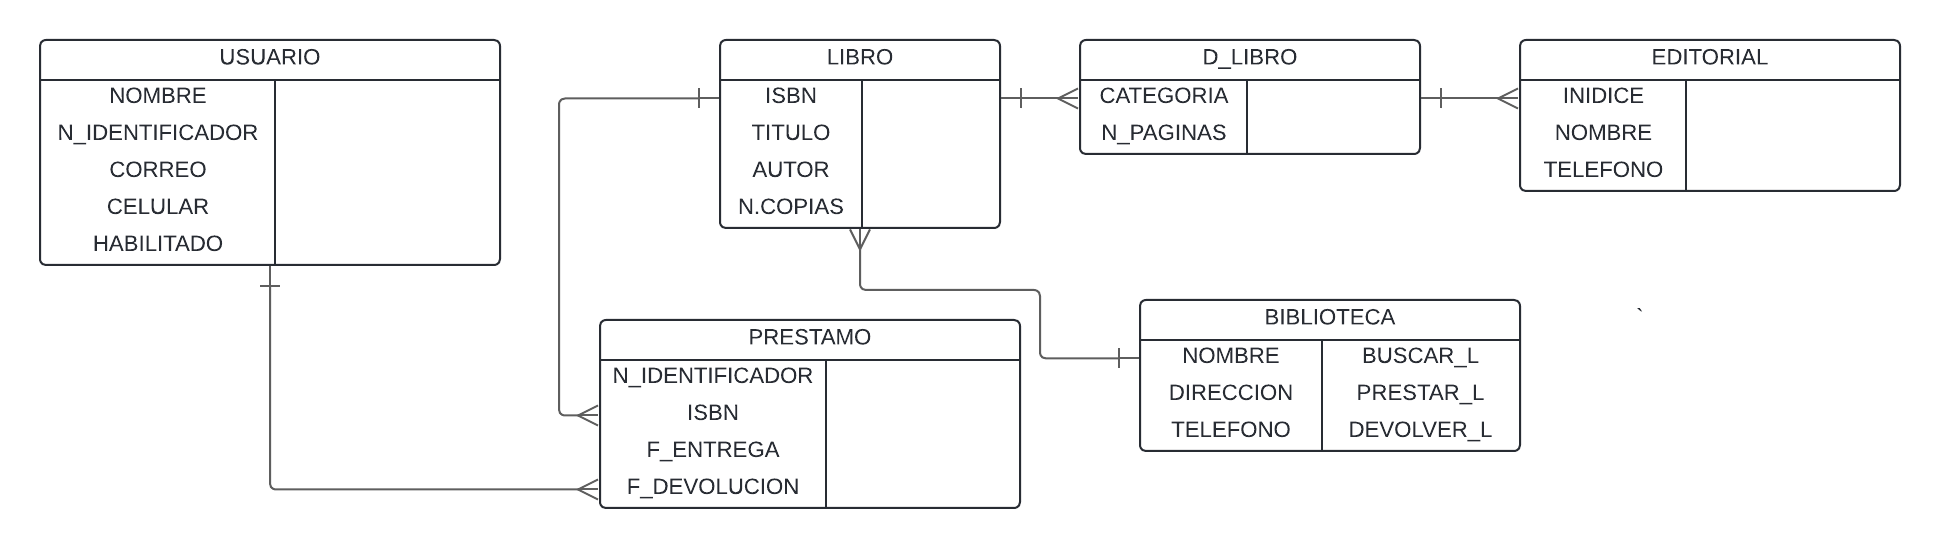 USUARIO
NOMBRE
N_IDENTIFICADOR
CORREO
CELULAR
HABILITADO
LIBRO
ISBN
TITULO
AUTOR
N.COPIAS
D_LIBRO
CATEGORIA
N_PAGINAS
EDITORIAL
INIDICE
NOMBRE
TELEFONO
PRESTAMO
N_IDENTIFICADOR
ISBN
F_ENTREGA
F_DEVOLUCION
BIBLIOTECA
NOMBRE BUSCAR_L
DIRECCION PRESTAR_L
TELEFONO DEVOLVER_L
`